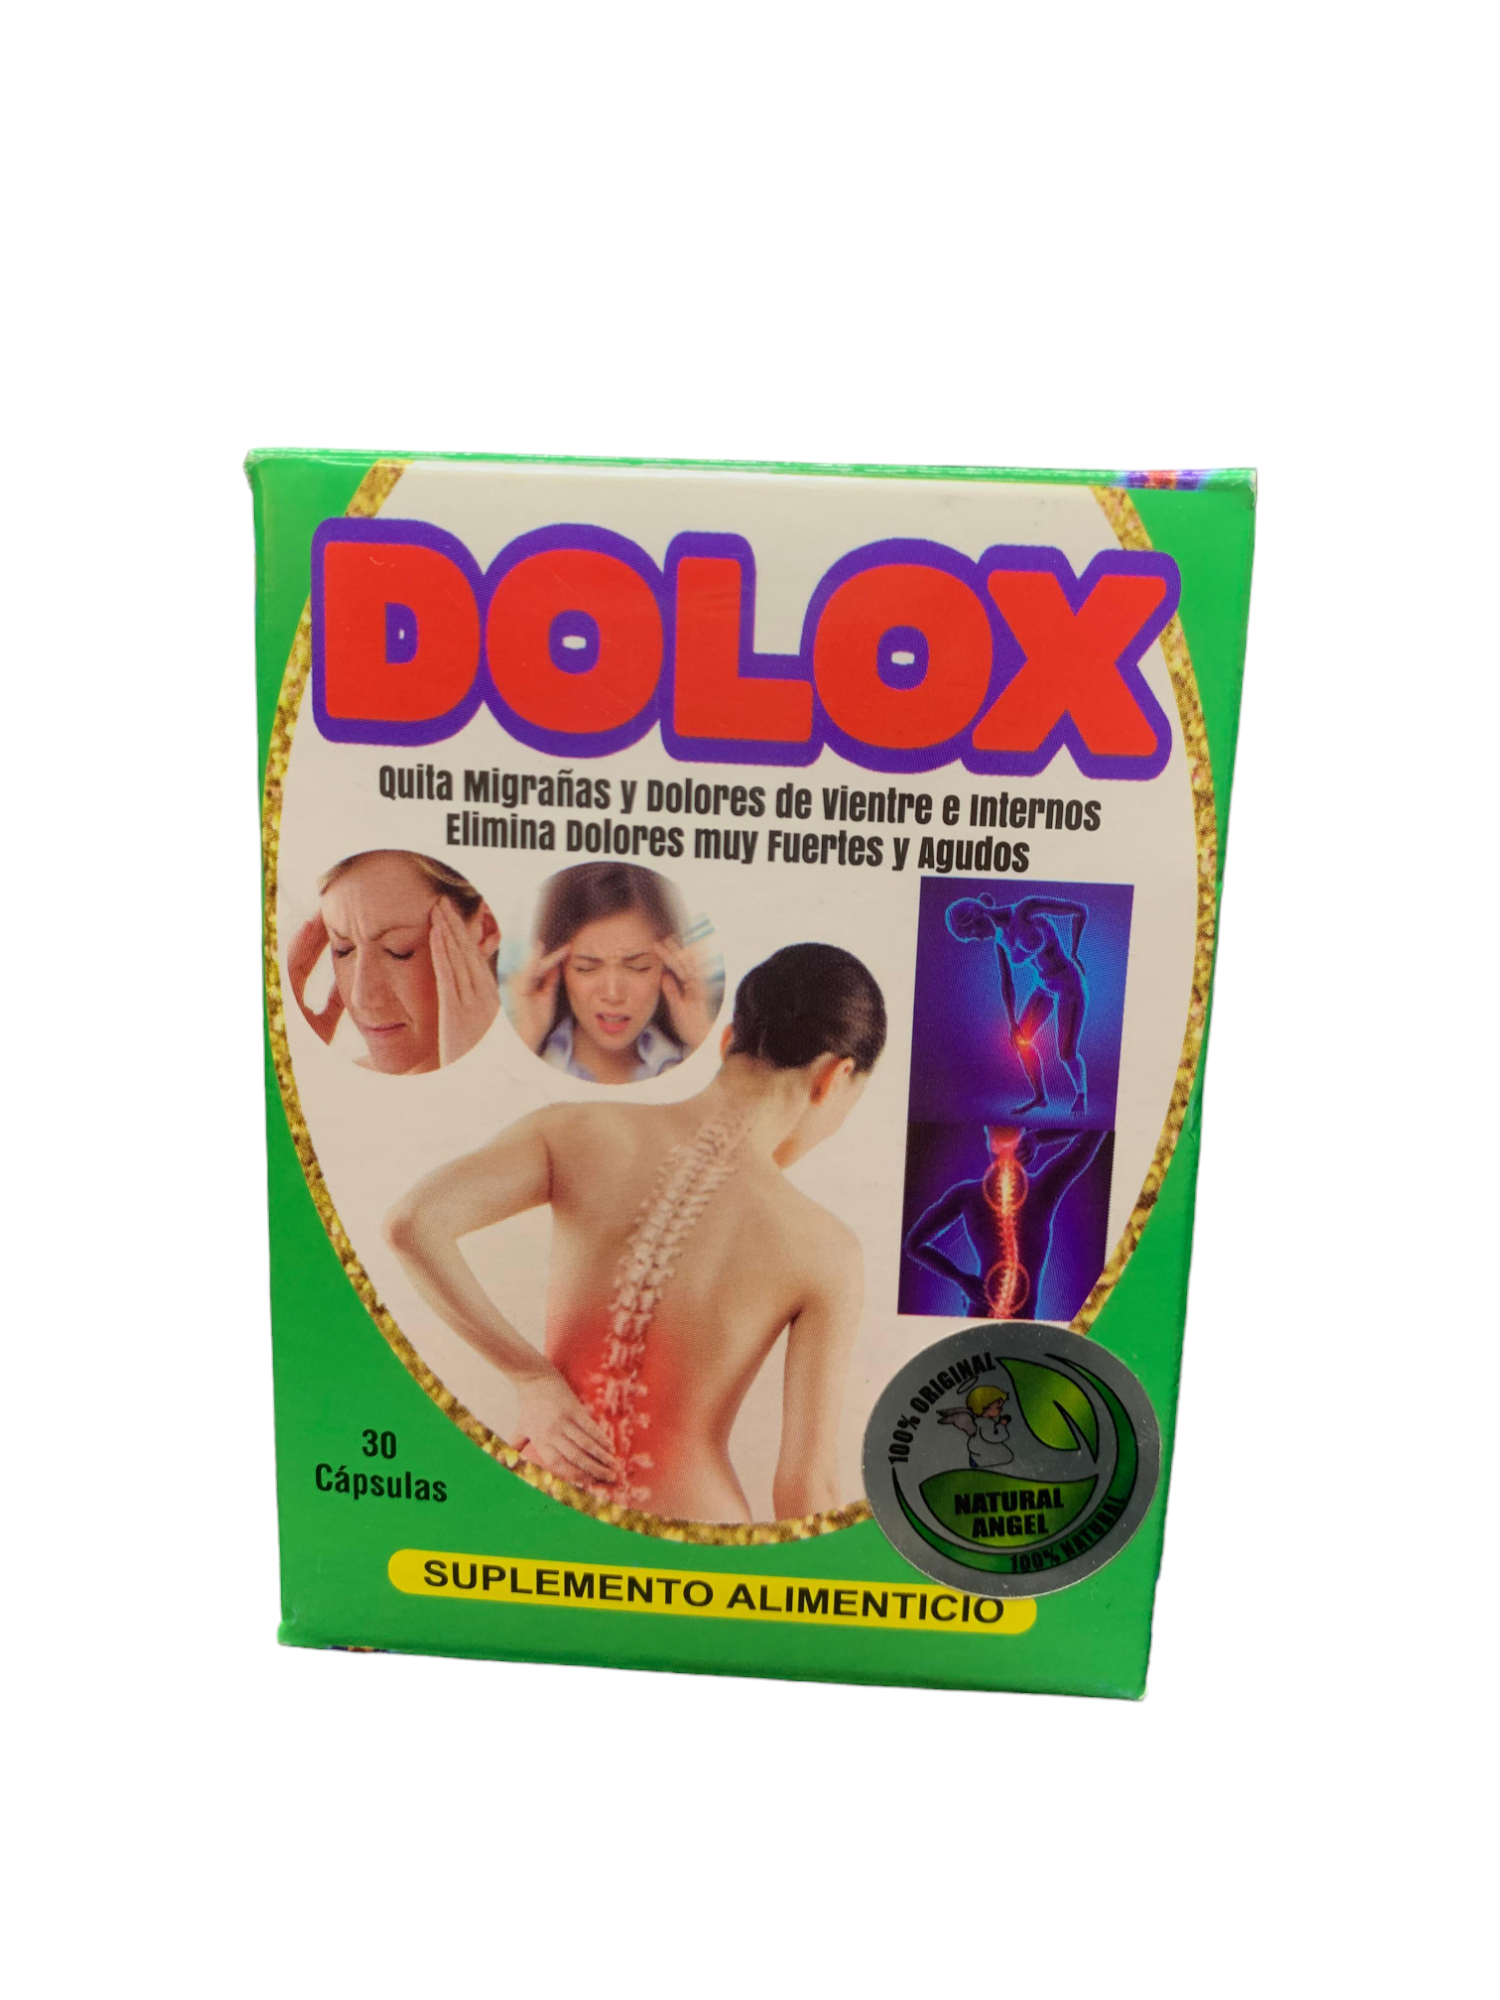 DOLOX
Quita Migrañas y Dolores de Vientre e Internos
Elimina Dolores muy Fuertes y Agudos
30
Cápsulas
100% ORIGINAL
NATURAL
ANGEL
100% NATURAL
SUPLEMENTO ALIMENTICIO